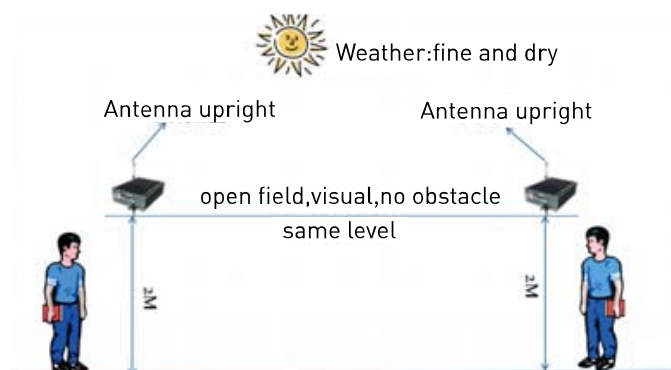 Weather:fine and dry
Antenna upright
Antenna upright
open field,visual,no obstacle
same level
2M
2M